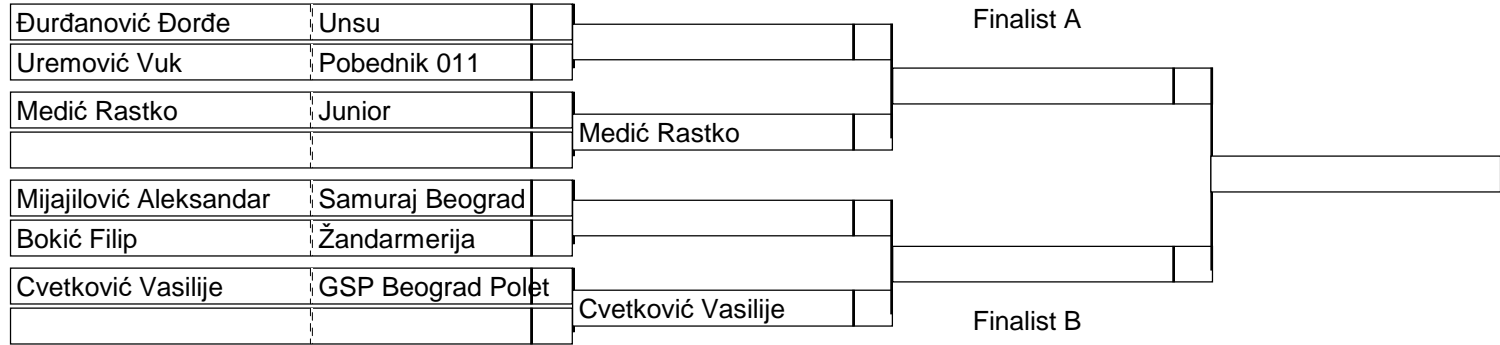 Đurđanović Đorđe Unsu
Finalist A
Uremović Vuk Pobednik 011
Medić Rastko Junior
Medić Rastko
Mijajilović Aleksandar Samuraj Beograd
Bokić Filip Žandarmerija
Cvetković Vasilije GSP Beograd Polet
Cvetković Vasilije
Finalist B